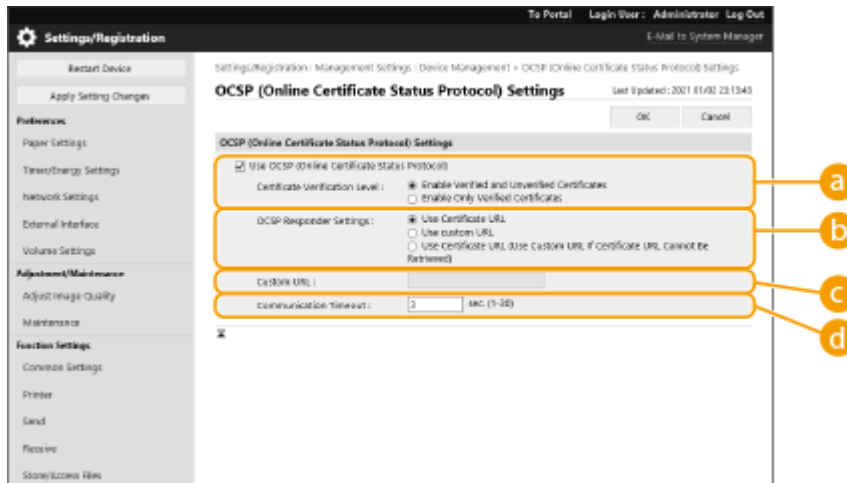 To Portal Login User : Administrator Log Out
Settings/Registration
E-Mail to System Manager
Restart Device
Apply Setting Changes
Preferences
Paper Settings
Timer/Energy Settings
Network Settings
External Interface
Volume Settings
Adjustment/Maintenance
Adjust Image Quality
Maintenance
Function Settings
Common Settings
Printer
Send
Receive
Store/Access Files
Settings/Registration : Management Settings : Device Management > OCSP (Online Certificate Status Protocol) Settings
OCSP (Online Certificate Status Protocol) Settings
Last Updated : 2021 01/02 23:13:43
OK Cancel
OCSP (Online Certificate Status Protocol) Settings
Use OCSP (Online Certificate Status Protocol)
Certificate Verification Level : Enable Verified and Unverified Certificates
Enable Only Verified Certificates
a
OCSP Responder Settings : Use Certificate URL
Use custom URL
Use Certificate URL (Use Custom URL if Certificate URL Cannot Be
Retrieved)
b
Custom URL :
c
Communication Timeout : 3 sec. (1-30)
d